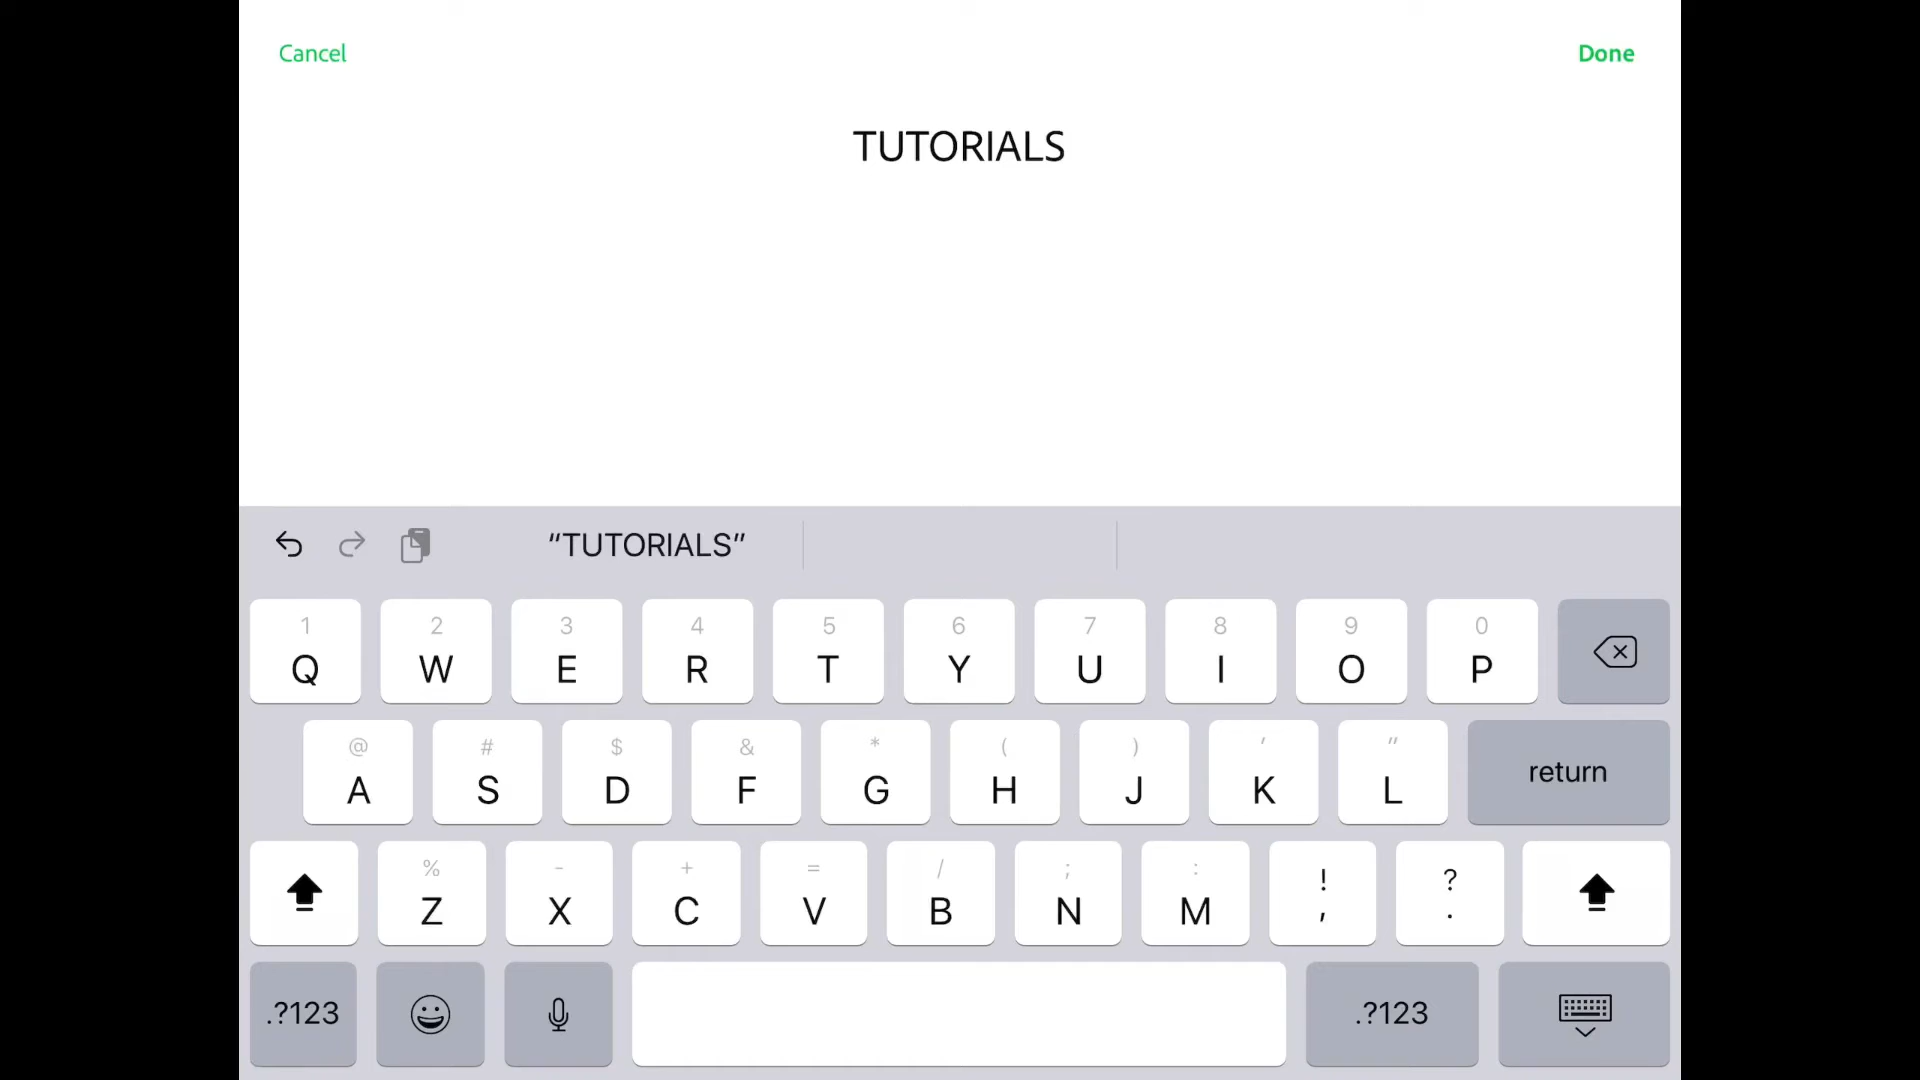 Cancel Done
TUTORIALS
“TUTORIALS”
1 2 3 4 5 6 7 8 9 0
Q W E R T Y U I O P
@ # $ & * ( ) ' "
A S D F G H J K L return
% - + = / ; : ! ?
Z X C V B N M , .
.?123 .?123